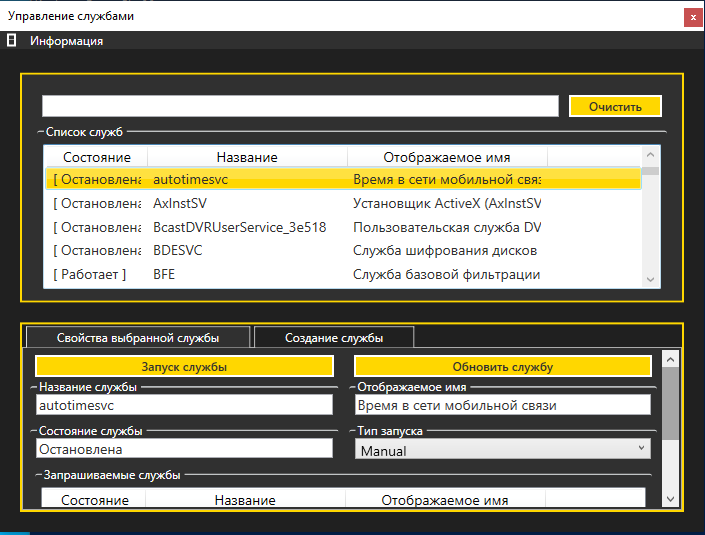 Управление службами
x
Информация
Очистить
Список служб
Состояние Название Отображаемое имя
[ Остановлена autotimesvc Время в сети мобильной связ
[ Остановлена AxInstSV Установщик ActiveX (AxInstSV
[ Остановлена BcastDVRUserService_3e518 Пользовательская служба DV
[ Остановлена BDESVC Служба шифрования дисков
[ Работает ] BFE Служба базовой фильтрации
Свойства выбранной службы Создание службы
Запуск службы Обновить службу
Название службы Отображаемое имя
autotimesvc Время в сети мобильной связи
Состояние службы Тип запуска
Остановлена Manual
Запрашиваемые службы
Состояние Название Отображаемое имя